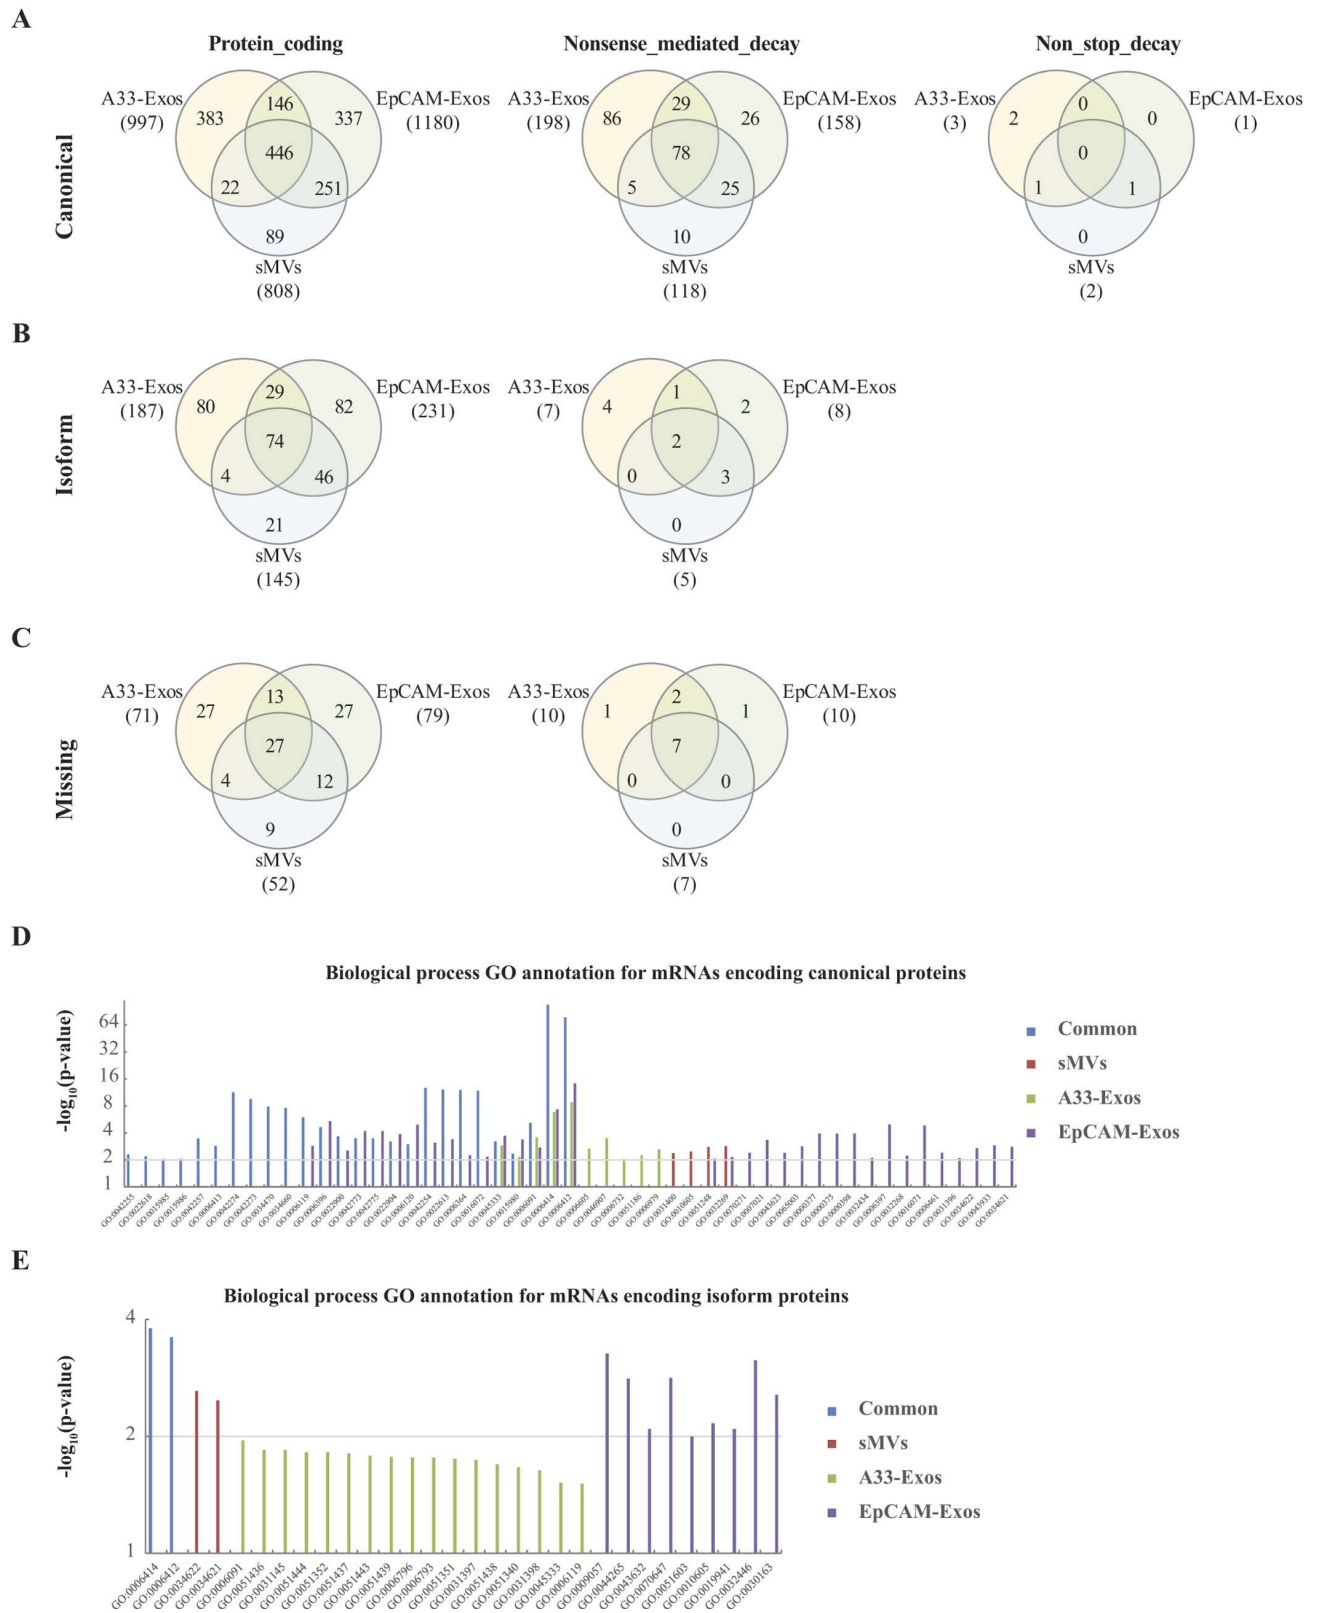 A
Protein_coding
Nonsense_mediated_decay
Non_stop_decay
Canonical
A33-Exos
(997)
EpCAM-Exos
(1180)
383
146
337
446
22
251
89
sMVs
(808)
A33-Exos
(198)
EpCAM-Exos
(158)
86
29
26
78
5
25
10
sMVs
(118)
A33-Exos
(3)
EpCAM-Exos
(1)
2
0
0
0
1
1
0
sMVs
(2)
B
Isoform
A33-Exos
(187)
EpCAM-Exos
(231)
80
29
82
74
4
46
21
sMVs
(145)
A33-Exos
(7)
EpCAM-Exos
(8)
4
1
2
2
0
3
0
sMVs
(5)
C
Missing
A33-Exos
(71)
EpCAM-Exos
(79)
27
13
27
27
4
12
9
sMVs
(52)
A33-Exos
(10)
EpCAM-Exos
(10)
1
2
1
7
0
0
0
sMVs
(7)
D
Biological process GO annotation for mRNAs encoding canonical proteins
-log10(p-value)
64
32
16
8
4
2
1
Common
sMVs
A33-Exos
EpCAM-Exos
E
Biological process GO annotation for mRNAs encoding isoform proteins
-log10(p-value)
4
2
1
GO:0006414
GO:0006412
GO:0034622
GO:0034621
GO:0006091
GO:0051436
GO:0031145
GO:0051444
GO:0051352
GO:0051437
GO:0051443
GO:0051439
GO:0006796
GO:0006793
GO:0051351
GO:0031397
GO:0051438
GO:0051340
GO:0031398
GO:0045333
GO:0006119
GO:0009057
GO:0044265
GO:0043632
GO:0070647
GO:0051603
GO:0010605
GO:0019941
GO:0032446
GO:0030163
Common
sMVs
A33-Exos
EpCAM-Exos